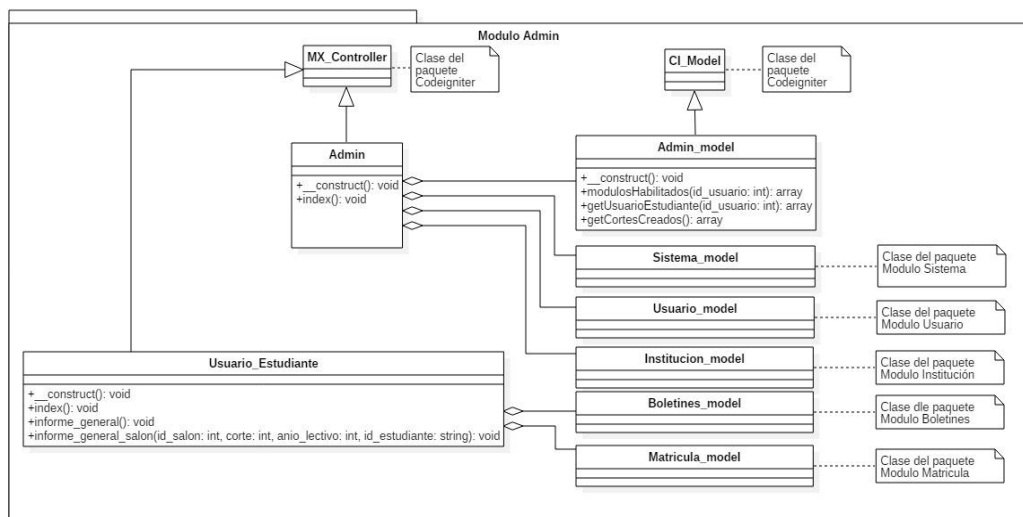 Modulo Admin
MX_Controller
Clase del
paquete
Codeigniter
CI_Model
Clase del
paquete
Codeigniter
Admin
+__construct(): void
+index(): void
Admin_model
+__construct(): void
+modulosHabilitados(id_usuario: int): array
+getUsuarioEstudiante(id_usuario: int): array
+getCortesCreados(): array
Sistema_model
Clase del paquete
Modulo Sistema
Usuario_model
Clase del paquete
Modulo Usuario
Institucion_model
Clase del paquete
Modulo Institución
Usuario_Estudiante
+__construct(): void
+index(): void
+informe_general(): void
+informe_general_salon(id_salon: int, corte: int, anio_lectivo: int, id_estudiante: string): void
Boletines_model
Clase dle paquete
Modulo Boletines
Matricula_model
Clase del paquete
Modulo Matricula